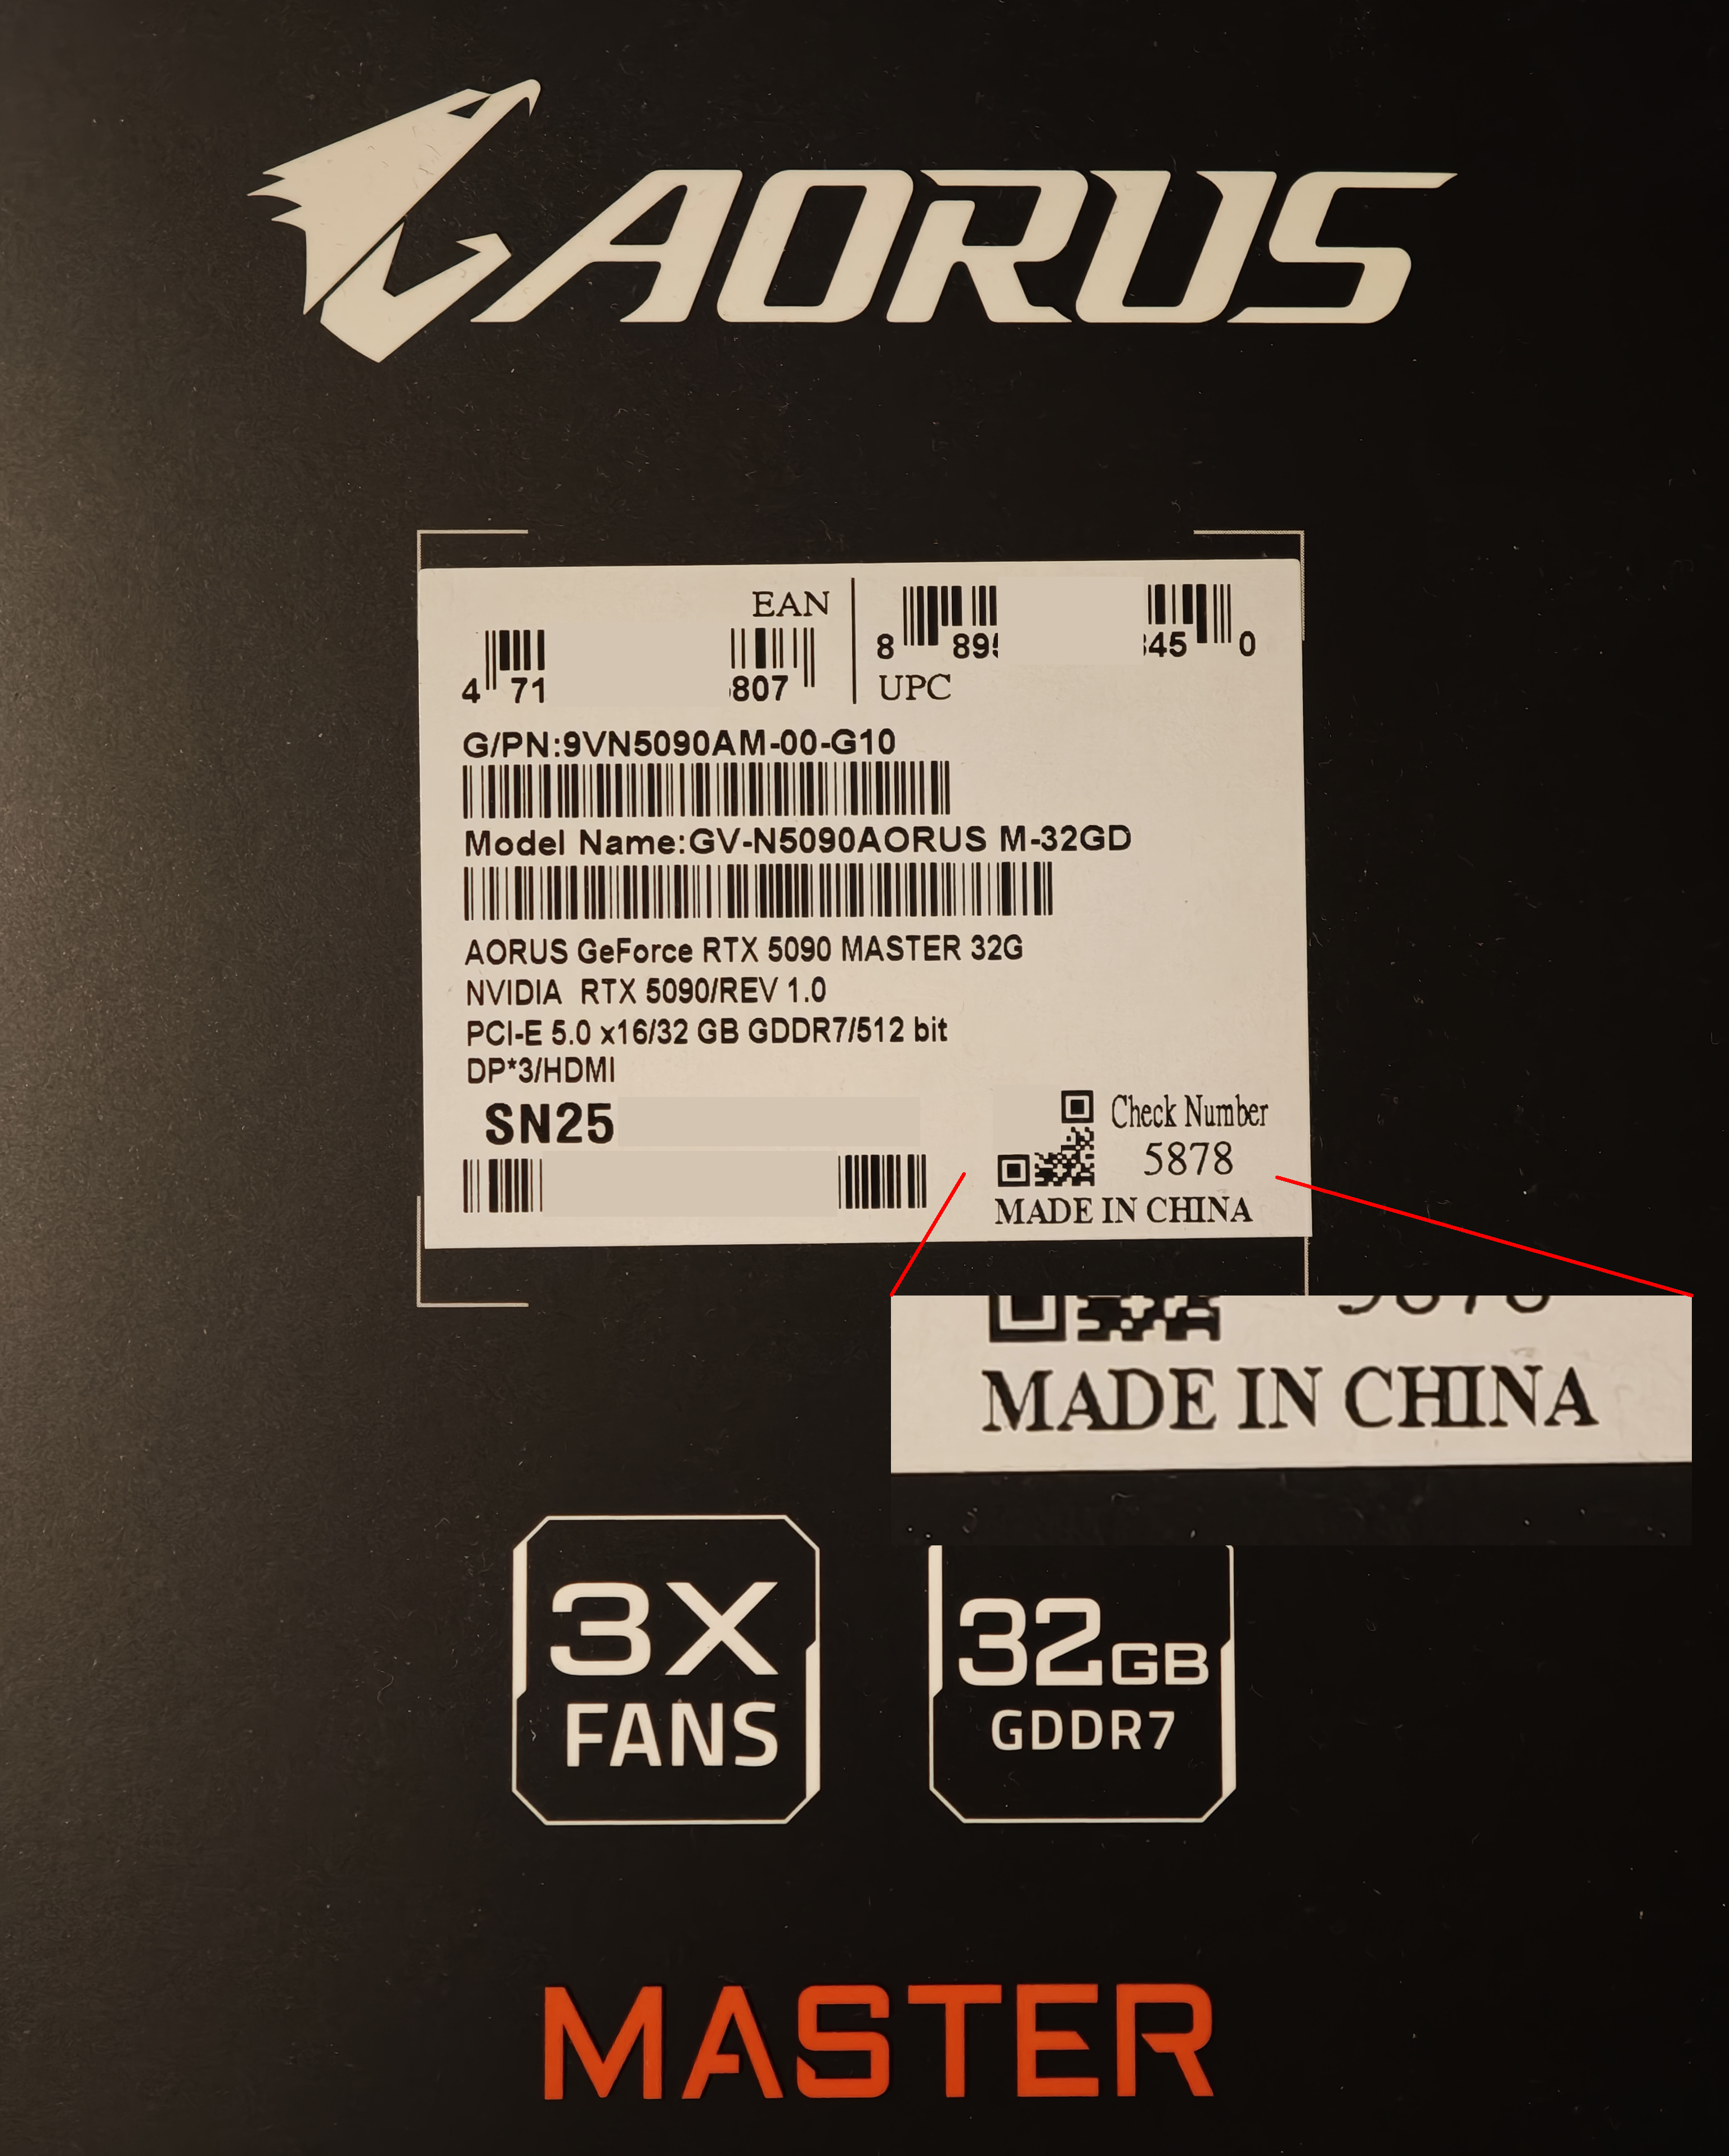 AORUS
EAN
4 71 807
8 89 45 0
UPC
G/PN:9VN5090AM-00-G10
Model Name:GV-N5090AORUS M-32GD
AORUS GeForce RTX 5090 MASTER 32G
NVIDIA RTX 5090/REV 1.0
PCI-E 5.0 x16/32 GB GDDR7/512 bit
DP*3/HDMI
SN25
Check Number
5878
MADE IN CHINA
MADE IN CHINA
3X
FANS
32GB
GDDR7
MASTER